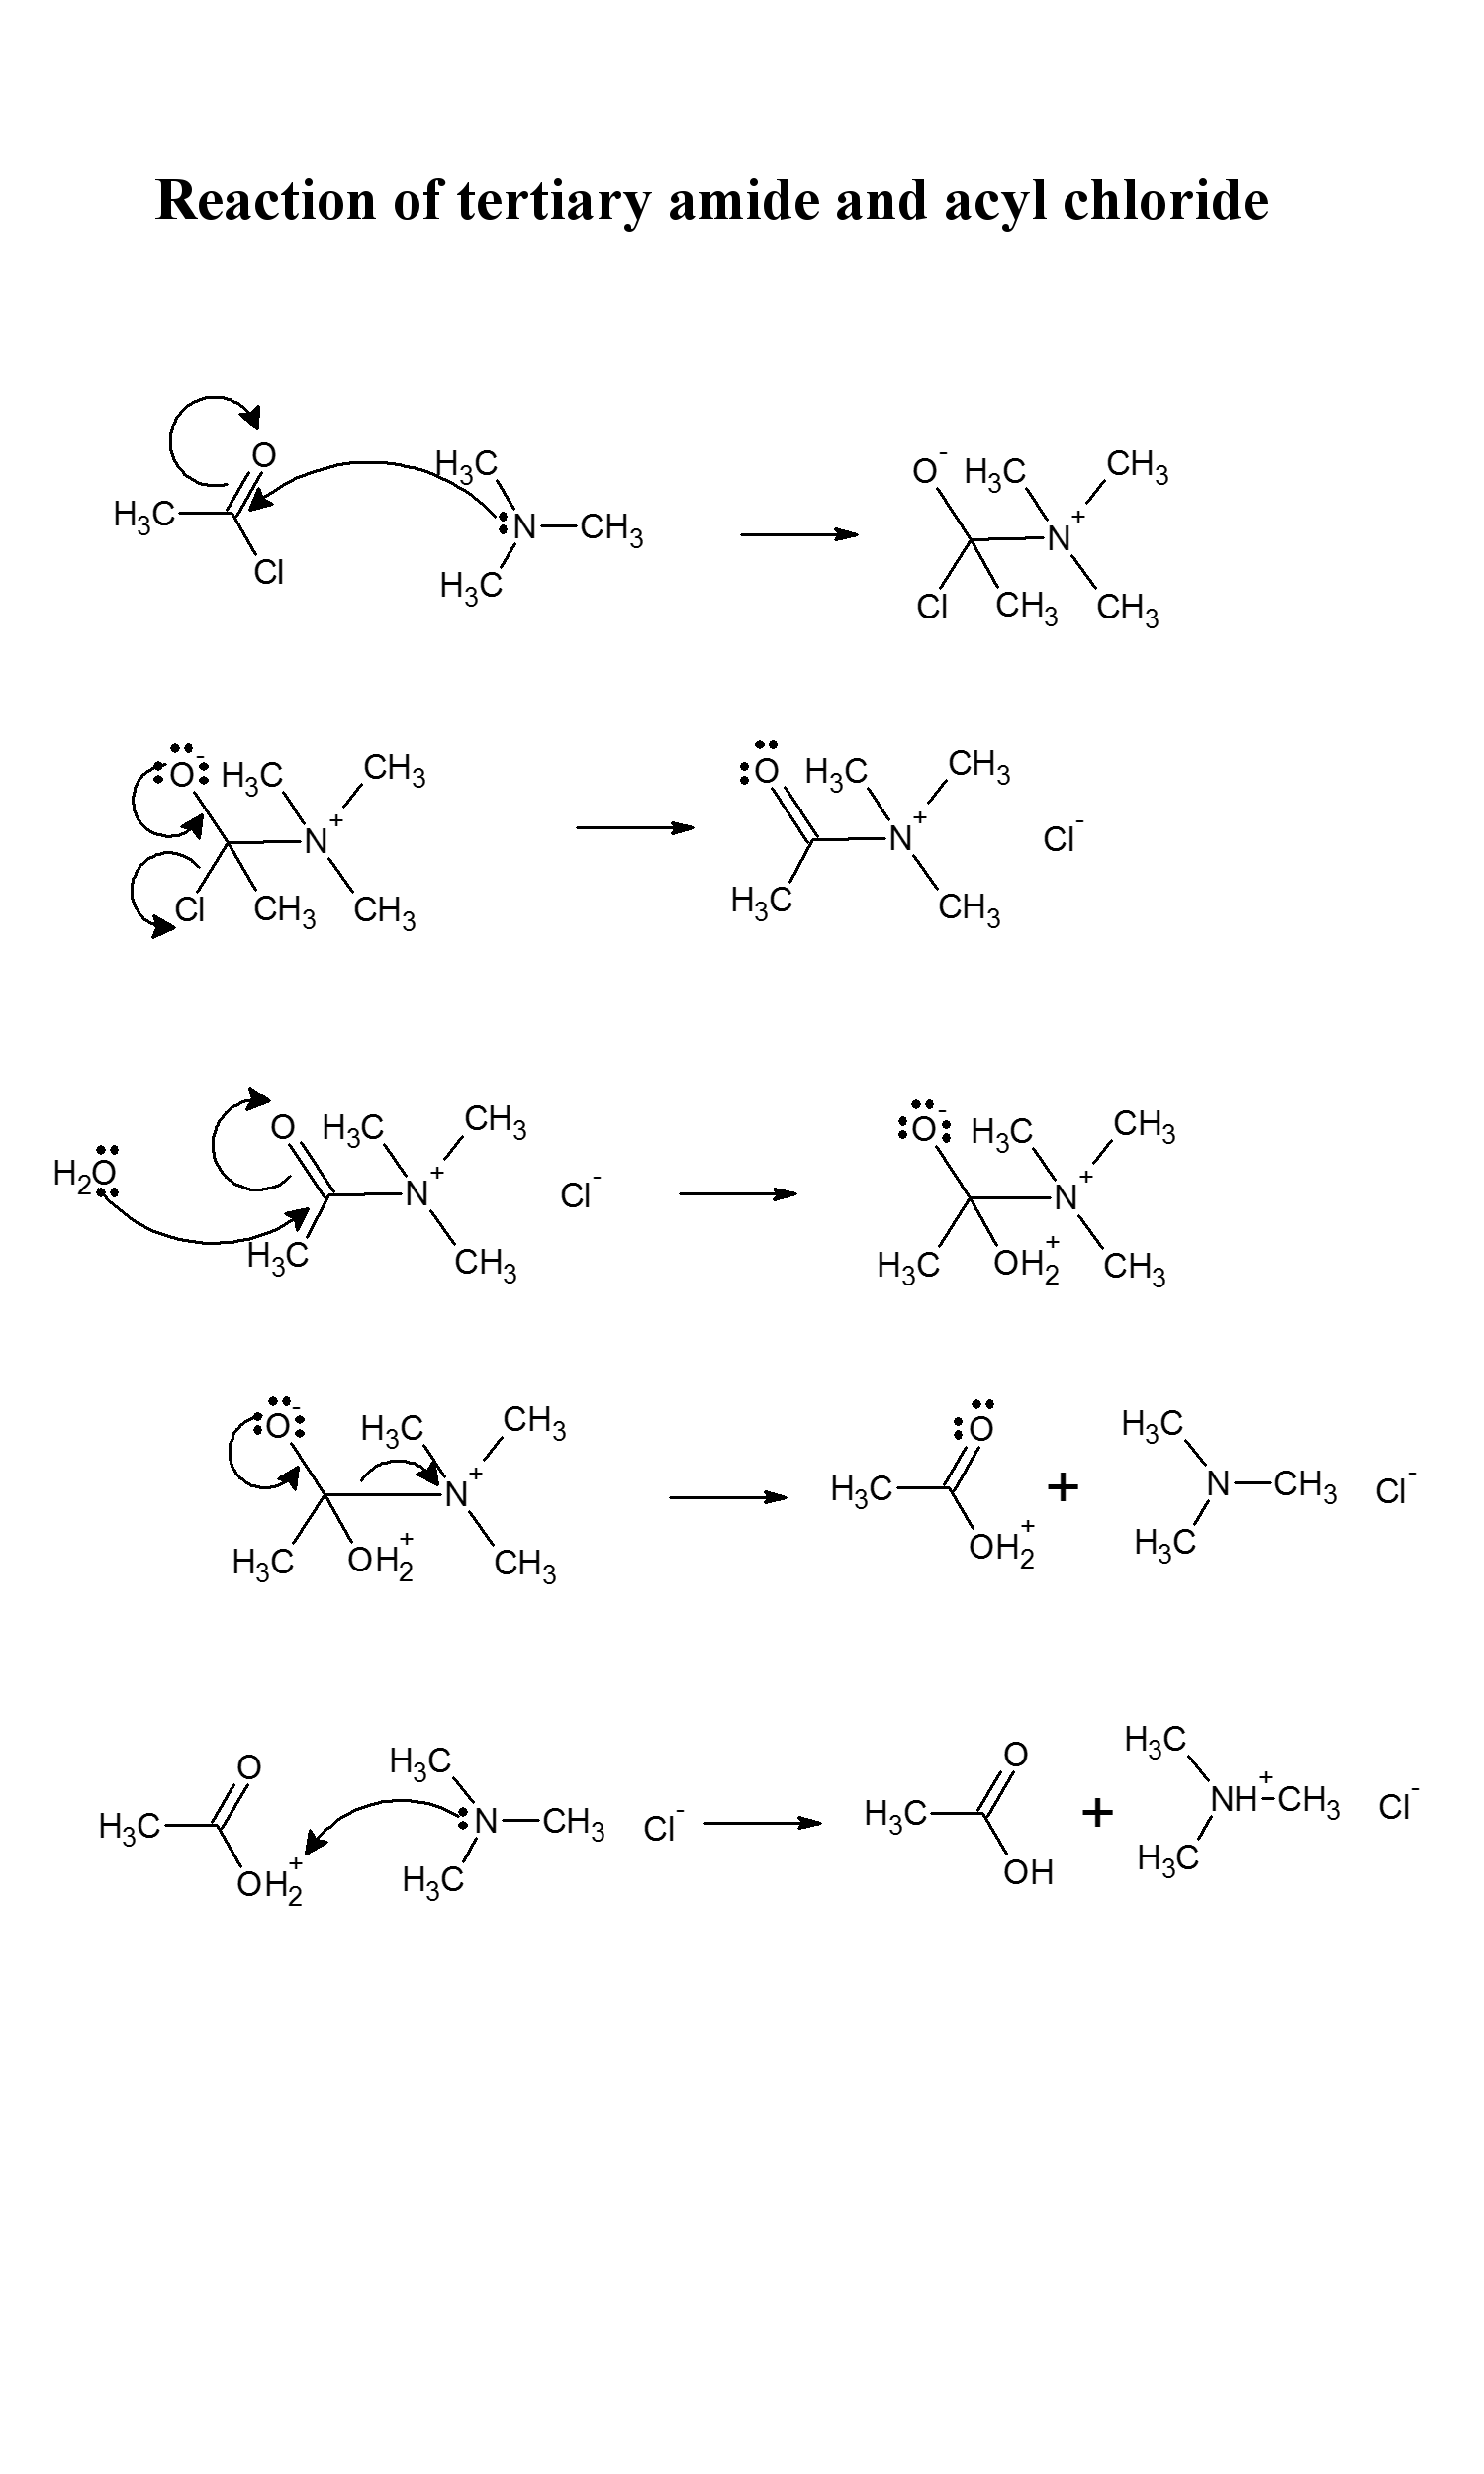 Reaction of tertiary amide and acyl chloride
O H3C
H3C :N CH3
Cl H3C
O- H3C CH3
N+
Cl CH3 CH3
:O:- H3C CH3
N+
Cl CH3 CH3
:O H3C CH3
N+ Cl-
H3C CH3
H2O O H3C CH3
N+ Cl-
H3C CH3
:O:- H3C CH3
N+
H3C OH2+ CH3
:O:- H3C CH3
N+
H3C OH2+ CH3
:O H3C
H3C + N CH3 Cl-
OH2+ H3C
O H3C
H3C :N CH3 Cl-
OH2+ H3C
O H3C
H3C + NH+ CH3 Cl-
OH H3C